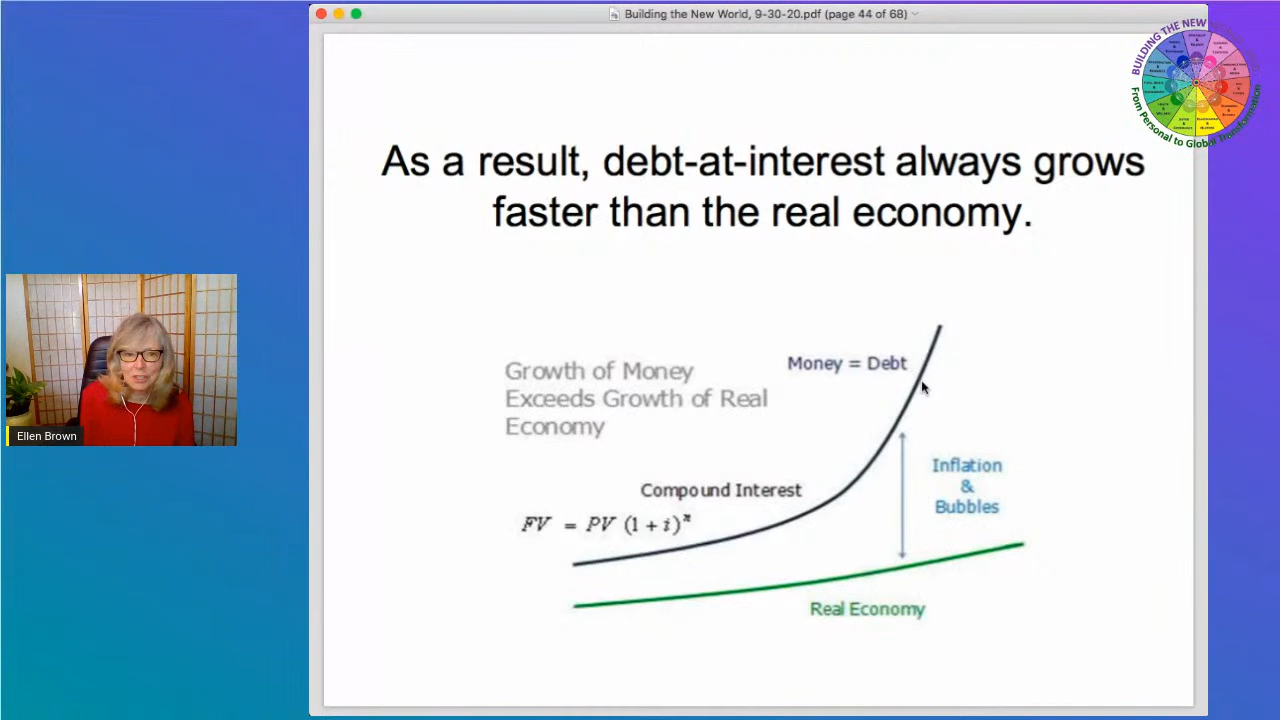 Building the New World, 9-30-20.pdf (page 44 of 68)
BUILDING THE NEW
From Personal to Global Transformation
As a result, debt-at-interest always grows
faster than the real economy.
Growth of Money
Exceeds Growth of Real
Economy
Money = Debt
Compound Interest
FV = PV (1 + i)ⁿ
Inflation
&
Bubbles
Real Economy
Ellen Brown